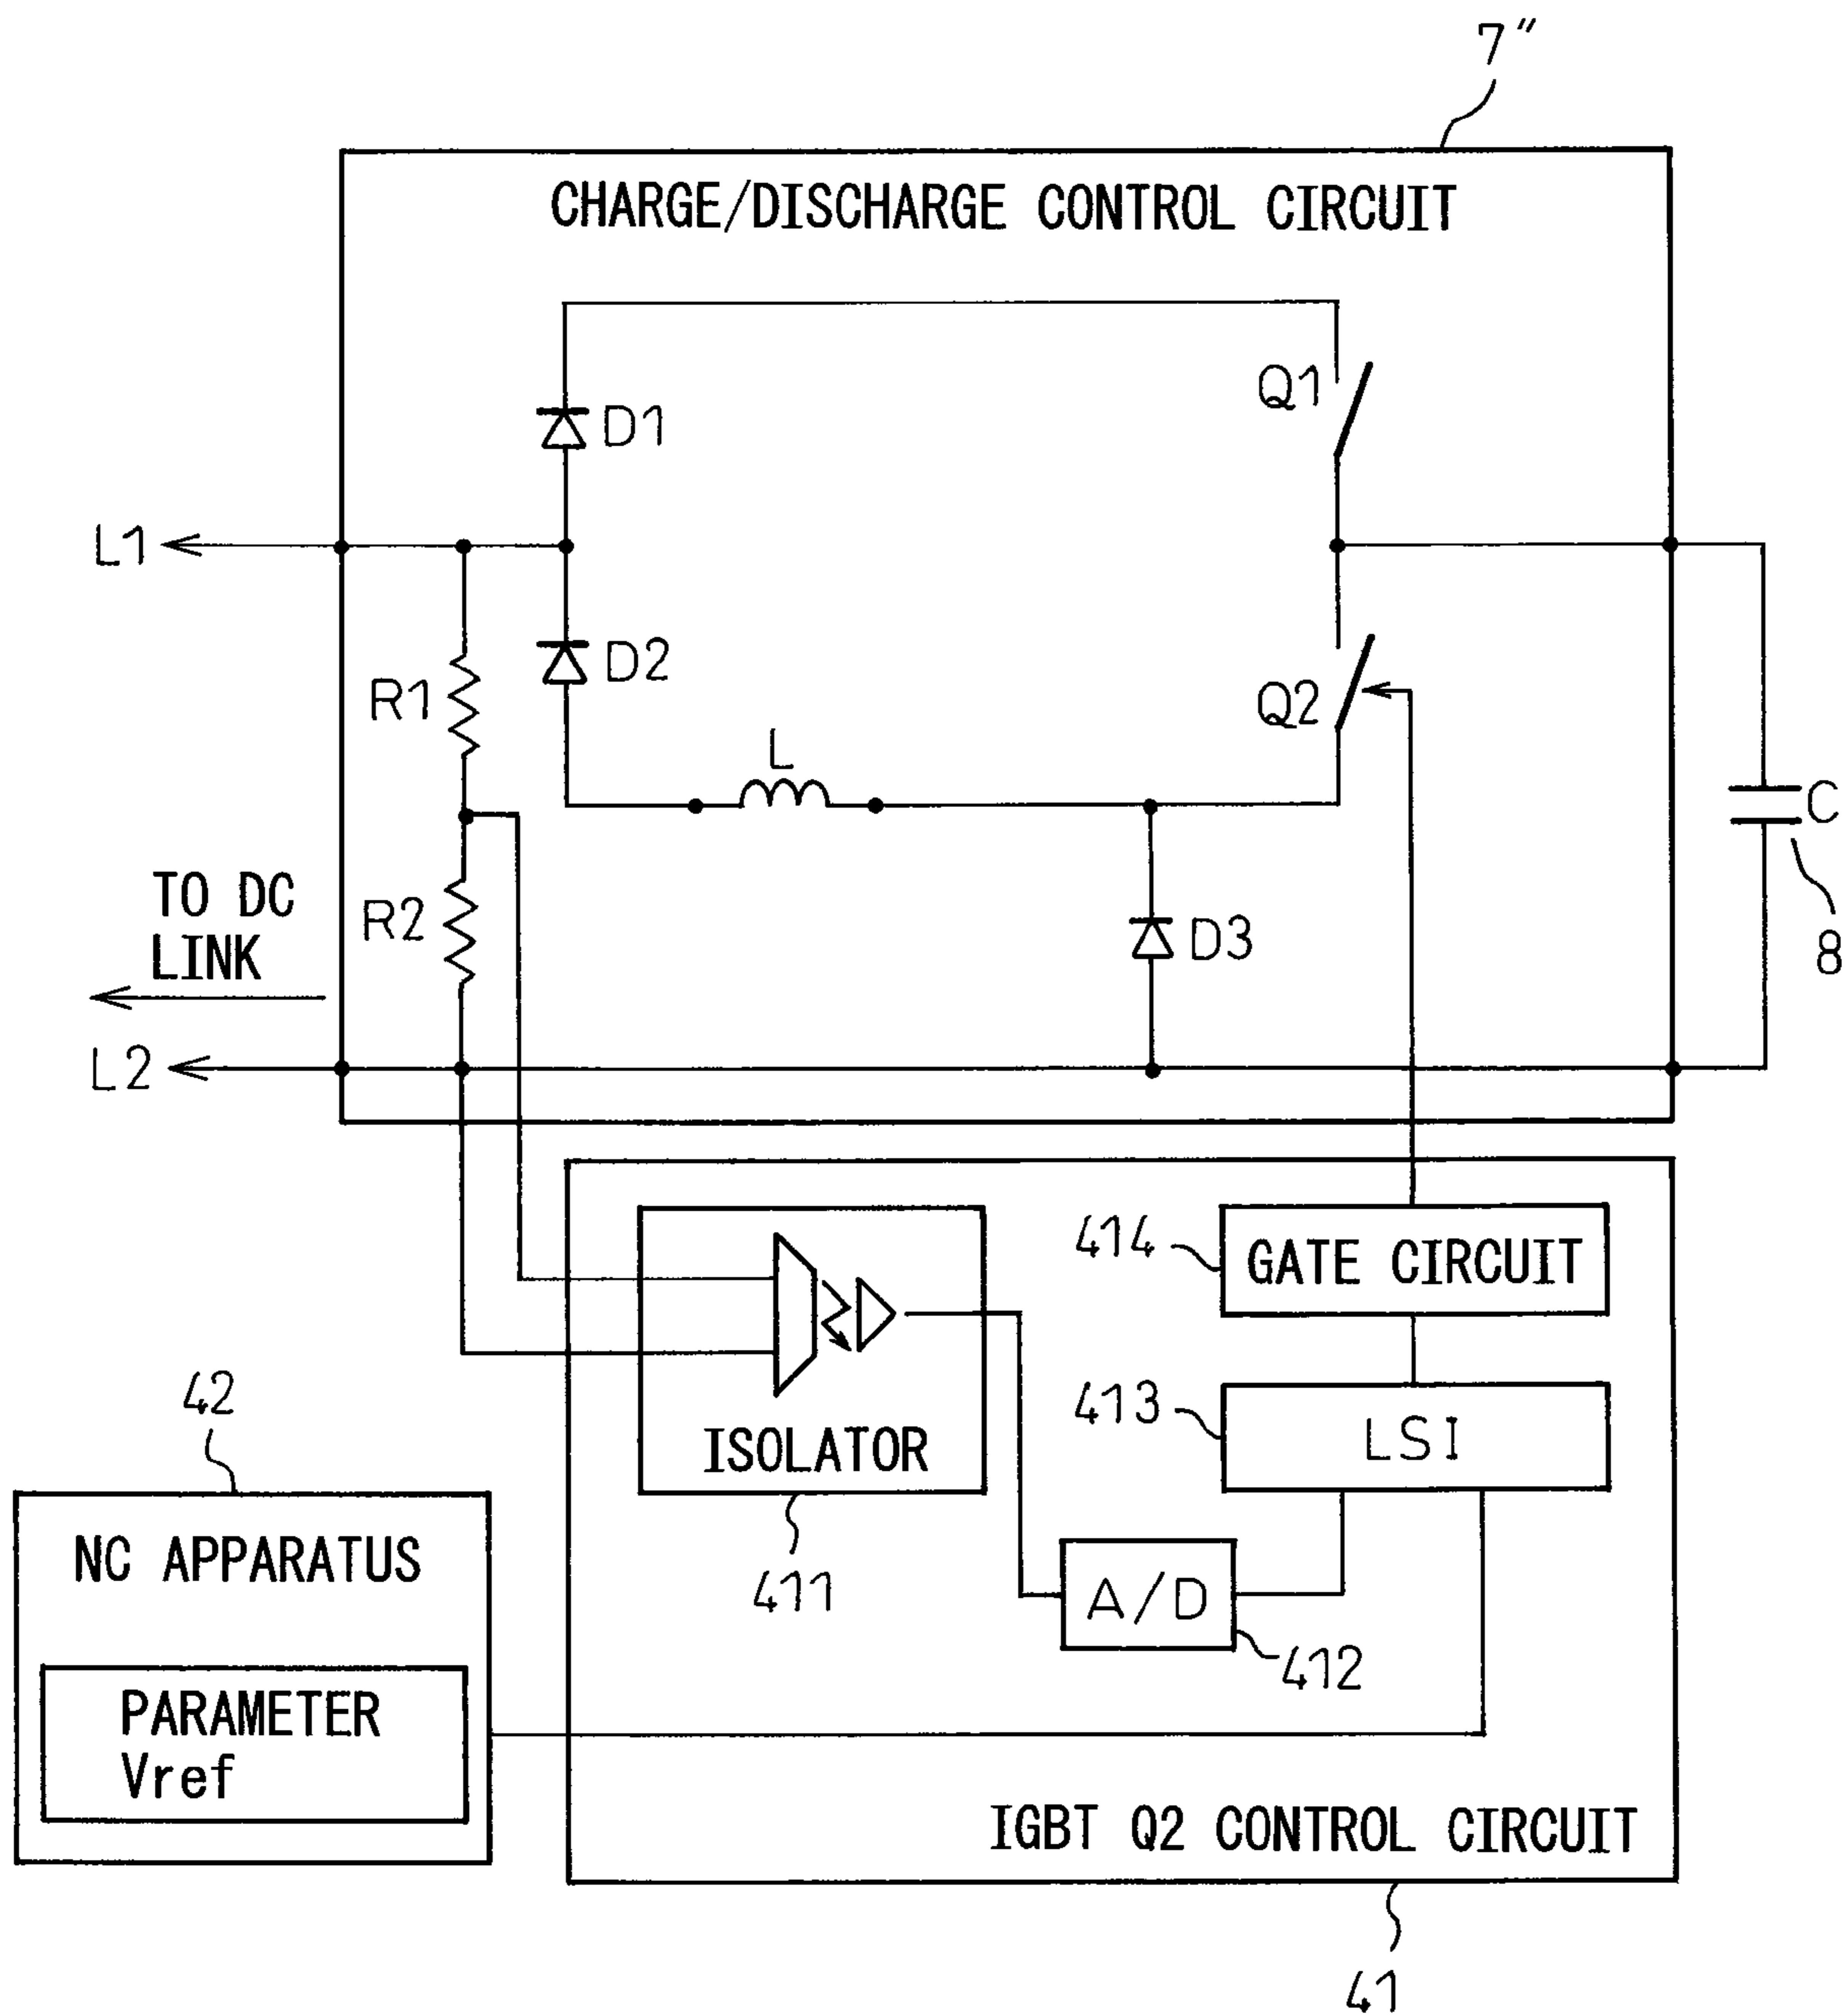 7"
CHARGE/DISCHARGE CONTROL CIRCUIT
Q1
D1
L1
D2
R1
Q2
L
C
TO DC
LINK
R2
D3
8
L2
414
GATE CIRCUIT
42
413
LSI
ISOLATOR
NC APPARATUS
411
A/D
412
PARAMETER
Vref
IGBT Q2 CONTROL CIRCUIT
41